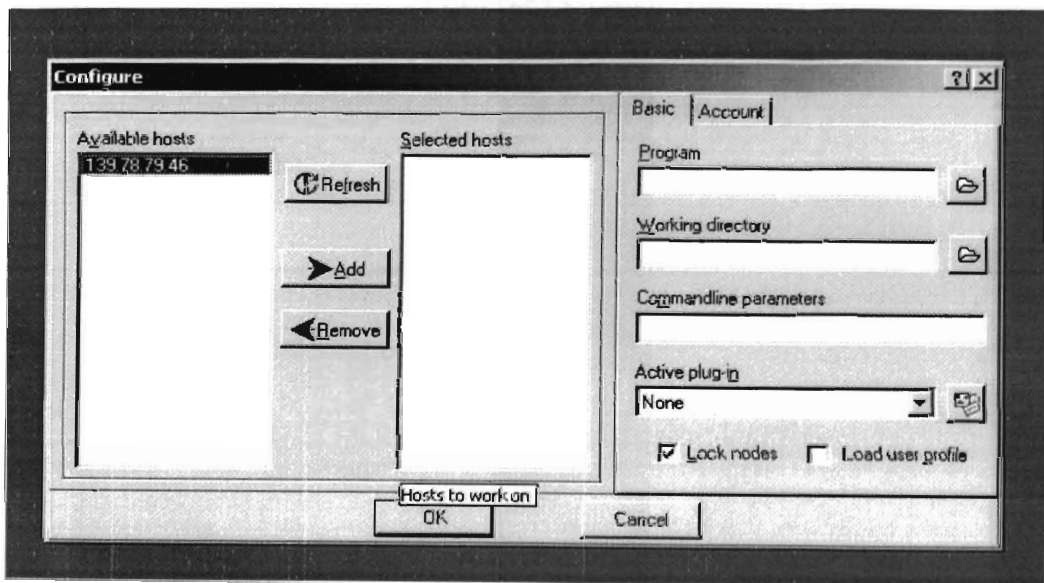 Configure
Available hosts
139.78.79.46
Refresh
Add
Remove
Selected hosts
Hosts to work on
Basic
Account
Program
Working directory
Commandline parameters
Active plug-in
None
Lock nodes
Load user profile
OK
Cancel